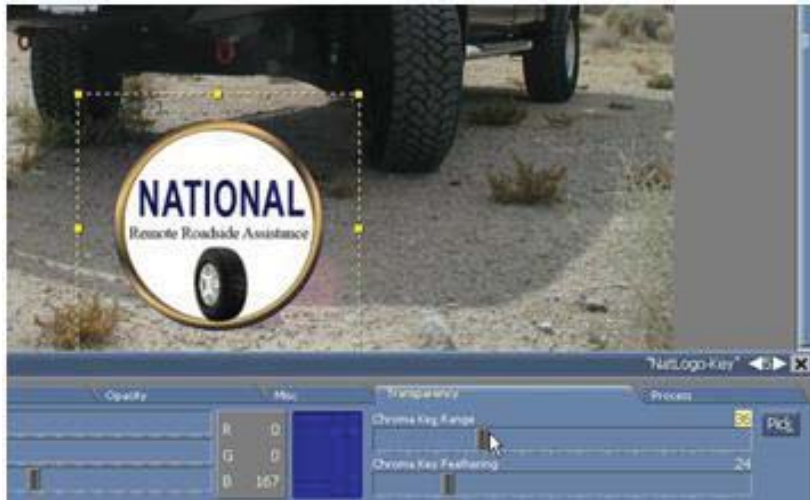 NATIONAL
Remote Roadside Assistance
"NatLogo-Key"
Opacity
Misc
Transparency
Process
R 0
G 0
B 167
Chroma Key Range 36
Pick
Chroma Key Feathering 24